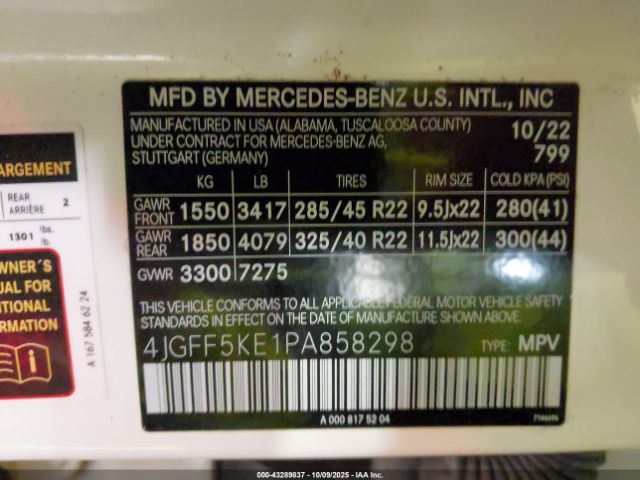 MFD BY MERCEDES-BENZ U.S. INTL., INC
MANUFACTURED IN USA (ALABAMA, TUSCALOOSA COUNTY) 10/22
UNDER CONTRACT FOR MERCEDES-BENZ AG, 799
STUTTGART (GERMANY)
KG LB TIRES RIM SIZE COLD KPA (PSI)
GAWR FRONT 1550 3417 285/45 R22 9.5Jx22 280(41)
GAWR REAR 1850 4079 325/40 R22 11.5Jx22 300(44)
GVWR 3300 7275
THIS VEHICLE CONFORMS TO ALL APPLICABLE FEDERAL MOTOR VEHICLE SAFETY
STANDARDS IN EFFECT ON THE DATE OF MANUFACTURE SHOWN ABOVE.
4JGFF5KE1PA858298 TYPE: MPV
A 000 817 52 04
ARGEMENT
REAR
ARRIÈRE 2
1301 lbs.
lb.
WNER´S
UAL FOR
ITIONAL
RMATION
A 167 584 62 24
© IAA - 43289837 - 10/09/2025 - IAA Inc.